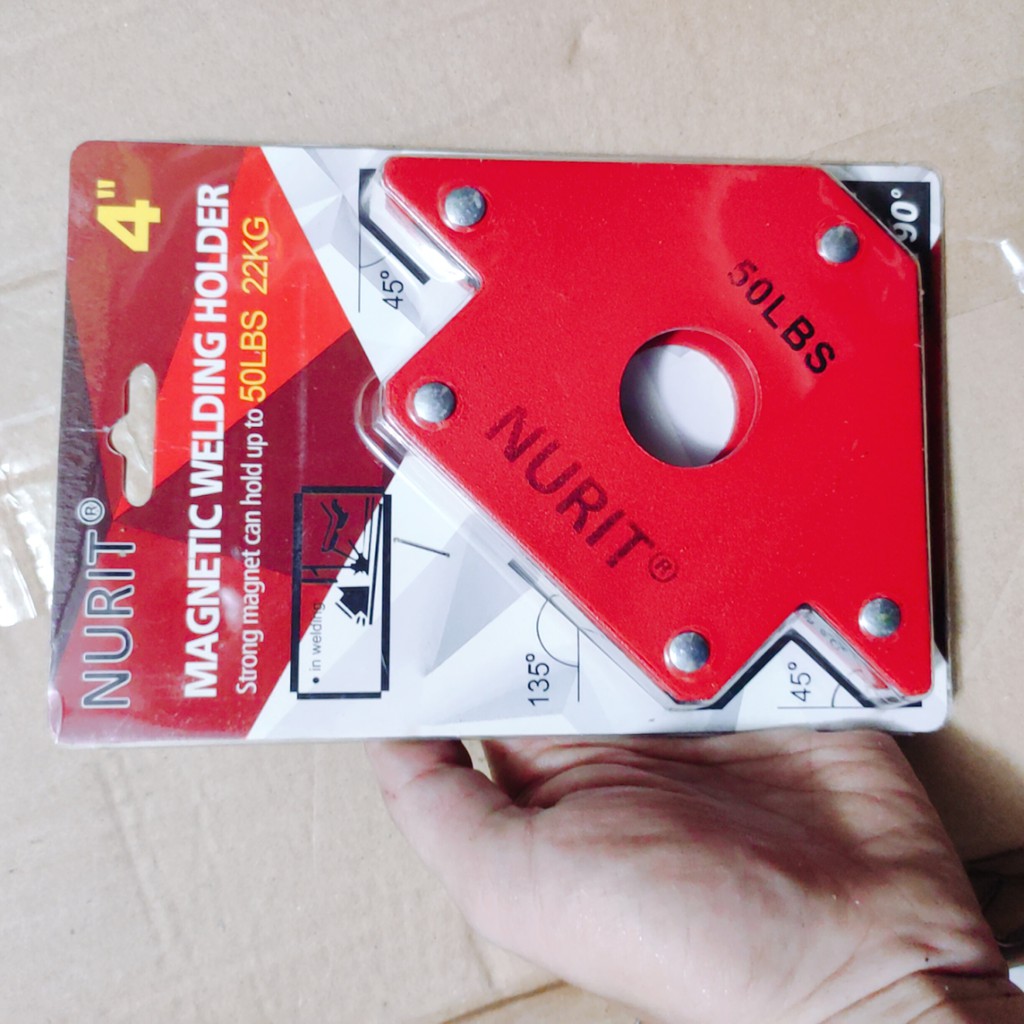 NURIT®
4"
MAGNETIC WELDING HOLDER
Strong magnet can hold up to 50LBS 22KG
• in welding
45°
90°
50LBS
NURIT®
135°
45°